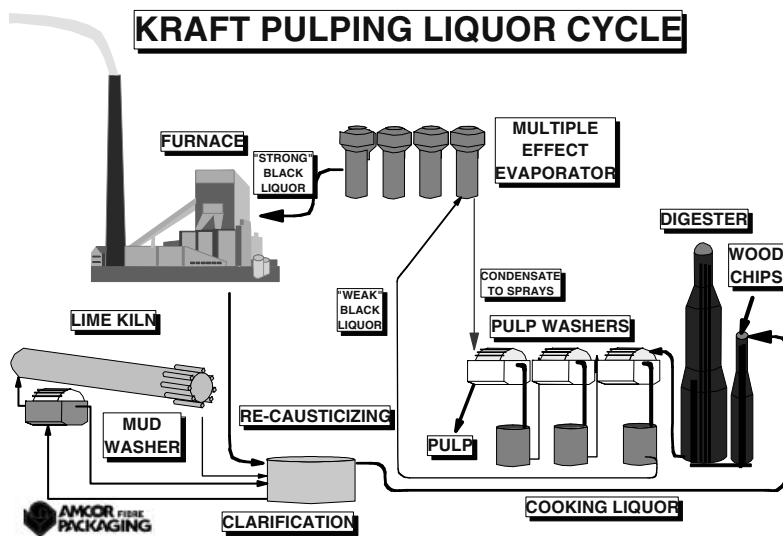 KRAFT PULPING LIQUOR CYCLE
FURNACE
"STRONG"
BLACK
LIQUOR
MULTIPLE
EFFECT
EVAPORATOR
DIGESTER
WOOD
CHIPS
CONDENSATE
TO SPRAYS
"WEAK"
BLACK
LIQUOR
LIME KILN
PULP WASHERS
MUD
WASHER
RE-CAUSTICIZING
PULP
COOKING LIQUOR
CLARIFICATION
AMCOR FIBRE
PACKAGING